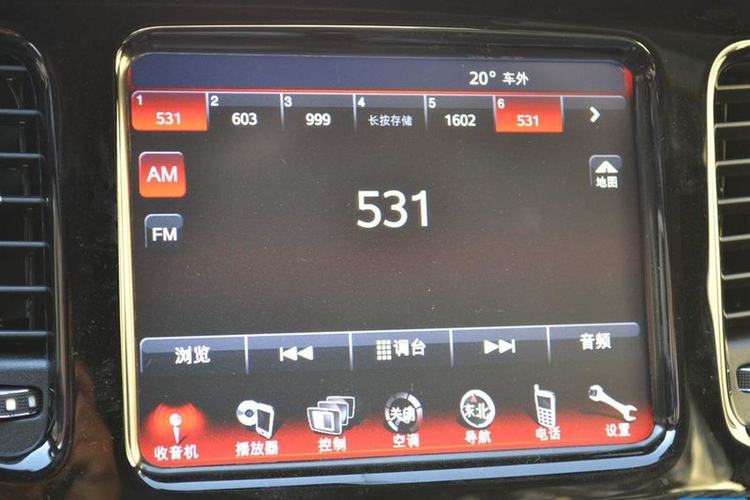 20° 车外
1 2 3 4 5 6
531 603 999 长按存储 1602 531
AM
地图
531
FM
浏览 调台 音频
关闭 东北
收音机 播放器 控制 空调 导航 电话 设置